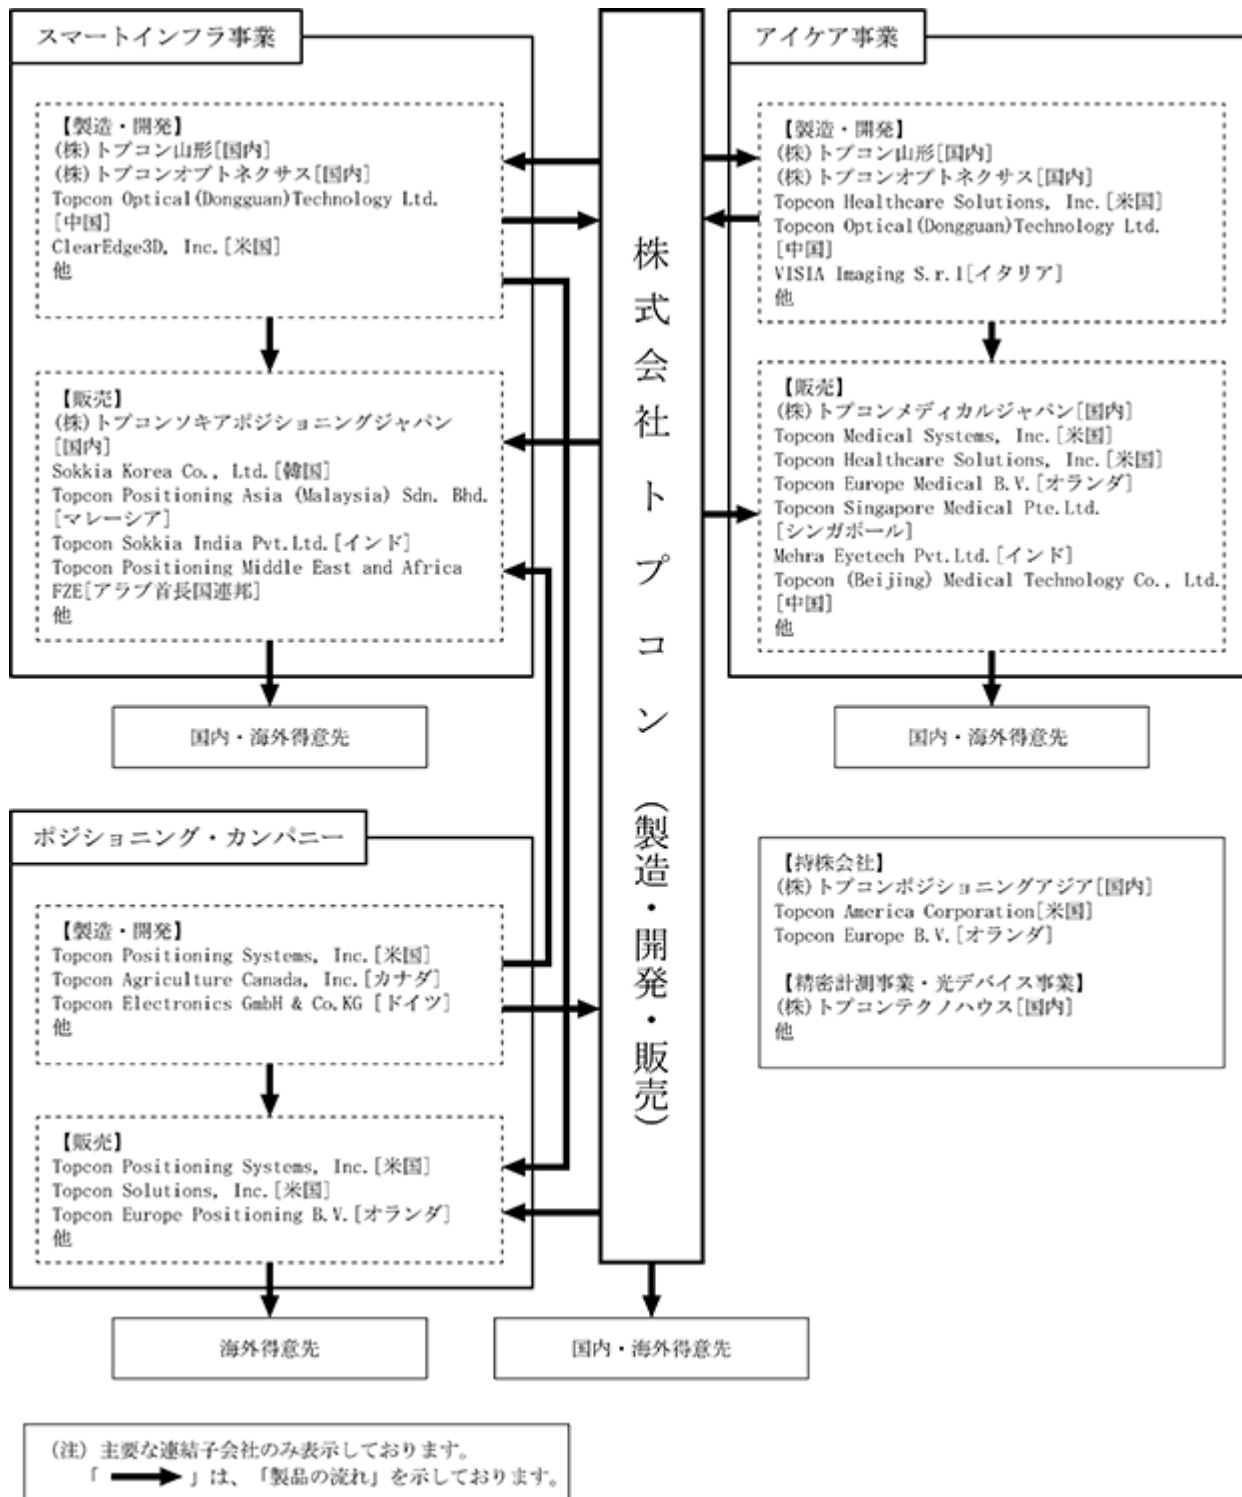 スマートインフラ事業
【製造・開発】
(株)トプコン山形[国内]
(株)トプコンオプトネクサス[国内]
Topcon Optical(Dongguan)Technology Ltd.
[中国]
ClearEdge3D, Inc.[米国]
他
【販売】
(株)トプコンソキアポジショニングジャパン
[国内]
Sokkia Korea Co., Ltd.[韓国]
Topcon Positioning Asia (Malaysia) Sdn. Bhd.
[マレーシア]
Topcon Sokkia India Pvt.Ltd.[インド]
Topcon Positioning Middle East and Africa
FZE[アラブ首長国連邦]
他
国内・海外得意先
ポジショニング・カンパニー
【製造・開発】
Topcon Positioning Systems, Inc.[米国]
Topcon Agriculture Canada, Inc.[カナダ]
Topcon Electronics GmbH & Co.KG [ドイツ]
他
【販売】
Topcon Positioning Systems, Inc.[米国]
Topcon Solutions, Inc.[米国]
Topcon Europe Positioning B.V.[オランダ]
他
海外得意先
株式会社トプコン(製造・開発・販売)
国内・海外得意先
アイケア事業
【製造・開発】
(株)トプコン山形[国内]
(株)トプコンオプトネクサス[国内]
Topcon Healthcare Solutions, Inc.[米国]
Topcon Optical(Dongguan)Technology Ltd.
[中国]
VISIA Imaging S.r.l[イタリア]
他
【販売】
(株)トプコンメディカルジャパン[国内]
Topcon Medical Systems, Inc.[米国]
Topcon Healthcare Solutions, Inc.[米国]
Topcon Europe Medical B.V.[オランダ]
Topcon Singapore Medical Pte.Ltd.
[シンガポール]
Mehra Eyetech Pvt.Ltd.[インド]
Topcon (Beijing) Medical Technology Co., Ltd.
[中国]
他
国内・海外得意先
【持株会社】
(株)トプコンポジショニングアジア[国内]
Topcon America Corporation[米国]
Topcon Europe B.V.[オランダ]
【精密計測事業・光デバイス事業】
(株)トプコンテクノハウス[国内]
他
(注) 主要な連結子会社のみ表示しております。
「 ➡ 」は、「製品の流れ」を示しております。